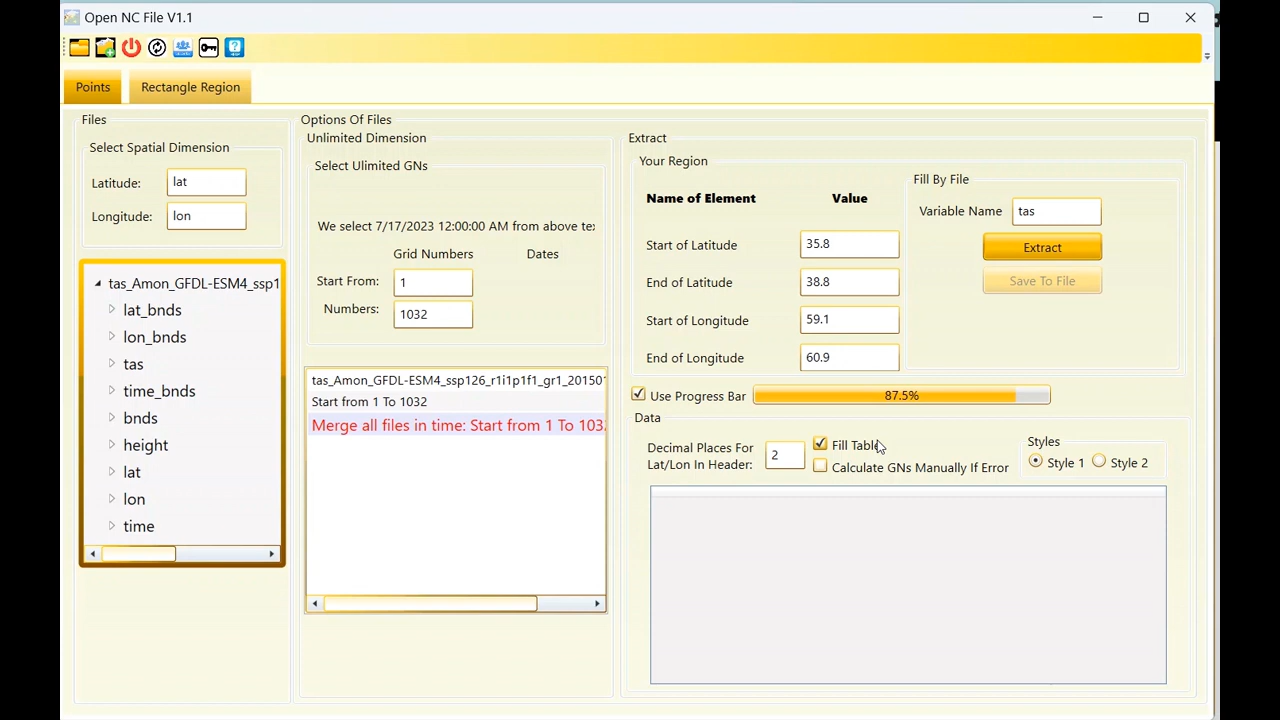 Open NC File V1.1
Points
Rectangle Region
Files
Select Spatial Dimension
Latitude:
lat
Longitude:
lon
tas_Amon_GFDL-ESM4_ssp1
lat_bnds
lon_bnds
tas
time_bnds
bnds
height
lat
lon
time
Options Of Files
Unlimited Dimension
Select Ulimited GNs
We select 7/17/2023 12:00:00 AM from above te
Grid Numbers
Dates
Start From:
1
Numbers:
1032
tas_Amon_GFDL-ESM4_ssp126_r1i1p1f1_gr1_20150
Start from 1 To 1032
Merge all files in time: Start from 1 To 103
Extract
Your Region
Name of Element
Value
Start of Latitude
35.8
End of Latitude
38.8
Start of Longitude
59.1
End of Longitude
60.9
Fill By File
Variable Name
tas
Extract
Save To File
Use Progress Bar
87.5%
Data
Decimal Places For
Lat/Lon In Header:
2
Fill Table
Calculate GNs Manually If Error
Styles
Style 1
Style 2